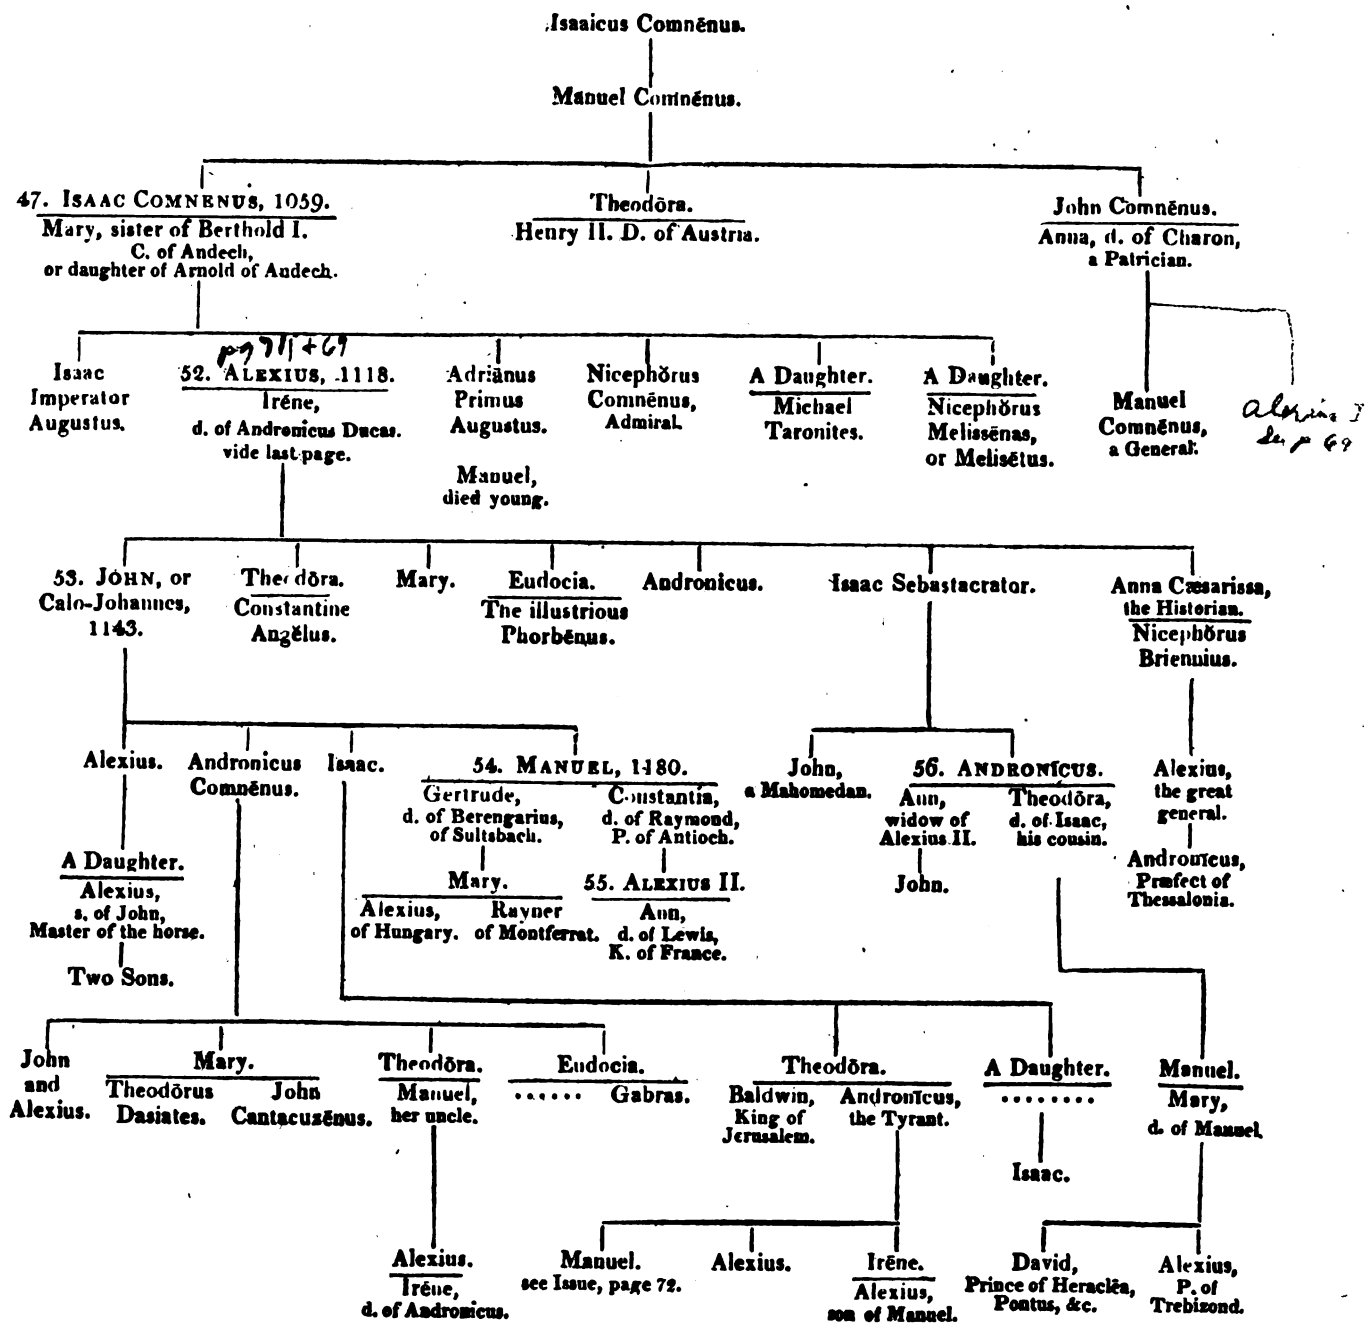 Isaaicus Comnēnus.
Manuel Comnēnus.
47. ISAAC COMNENUS, 1059.
Mary, sister of Berthold I.
C. of Andech,
or daughter of Arnold of Andech.
Theodōra.
Henry II. D. of Austria.
John Comnēnus.
Anna, d. of Charon,
a Patrician.
Isaac
Imperator
Augustus.
52. ALEXIUS, 1118.
Iréne,
d. of Andronicus Ducas.
vide last page.
Adriānus
Primus
Augustus.
Manuel,
died young.
Nicephŏrus
Comnēnus,
Admiral.
A Daughter.
Michael
Taronites.
A Daughter.
Nicephŏrus
Melissēnas,
or Melisētus.
Manuel
Comnēnus,
a General.
53. JOHN, or
Calo-Johannes,
1143.
Theodōra.
Constantine
Angĕlus.
Mary.
Eudocia.
The illustrious
Phorbēnus.
Andronicus.
Isaac Sebastacrator.
Anna Cæsarissa,
the Historian.
Nicephŏrus
Briennius.
Alexius.
Andronicus
Comnēnus.
Isaac.
54. MANUEL, 1180.
Gertrude,
d. of Berengarius,
of Sultsbach.
Constantia,
d. of Raymond,
P. of Antioch.
John,
a Mahomedan.
56. ANDRONĪCUS.
Ann,
widow of
Alexius II.
Theodōra,
d. of Isaac,
his cousin.
Alexius,
the great
general.
A Daughter.
Alexius,
s. of John,
Master of the horse.
Two Sons.
Mary.
Alexius,
of Hungary.
Rayner
of Montferrat.
55. ALEXIUS II.
Ann,
d. of Lewis,
K. of France.
John.
Andronīcus,
Præfect of
Thessalonia.
John
and
Alexius.
Mary.
Theodōrus
Dasiates.
John
Cantacuzēnus.
Theodōra.
Manuel,
her uncle.
Eudocia.
...... Gabras.
Theodōra.
Baldwin,
King of
Jerusalem.
Andronīcus,
the Tyrant.
A Daughter.
........
Isaac.
Manuel.
Mary,
d. of Manuel.
Alexius.
Iréne,
d. of Andronicus.
Manuel.
see Issue, page 72.
Alexius.
Irēne.
Alexius,
son of Manuel.
David,
Prince of Heraclēa,
Pontus, &c.
Alexius,
P. of
Trebizond.